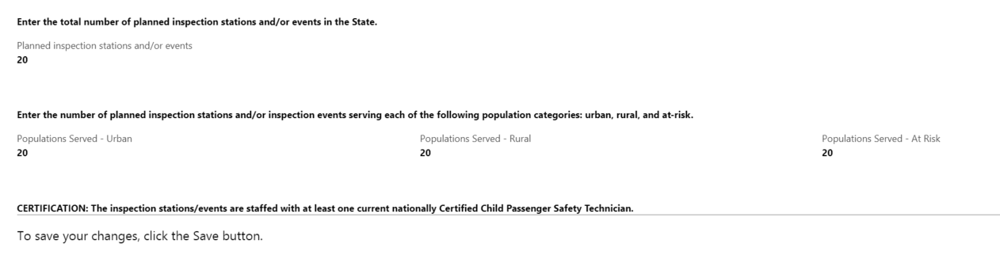 Enter the total number of planned inspection stations and/or events in the State.
Planned inspection stations and/or events
20
Enter the number of planned inspection stations and/or inspection events serving each of the following population categories: urban, rural, and at-risk.
Populations Served - Urban
20
Populations Served - Rural
20
Populations Served - At Risk
20
CERTIFICATION: The inspection stations/events are staffed with at least one current nationally Certified Child Passenger Safety Technician.
To save your changes, click the Save button.